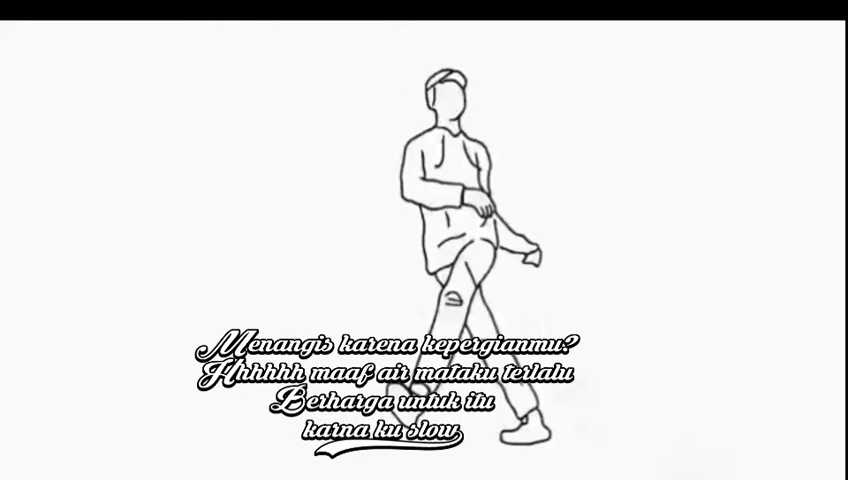 Menangis karena kepergianmu?
Hhhhhh maaf air mataku terlalu
Berharga untuk itu
karna ku slow